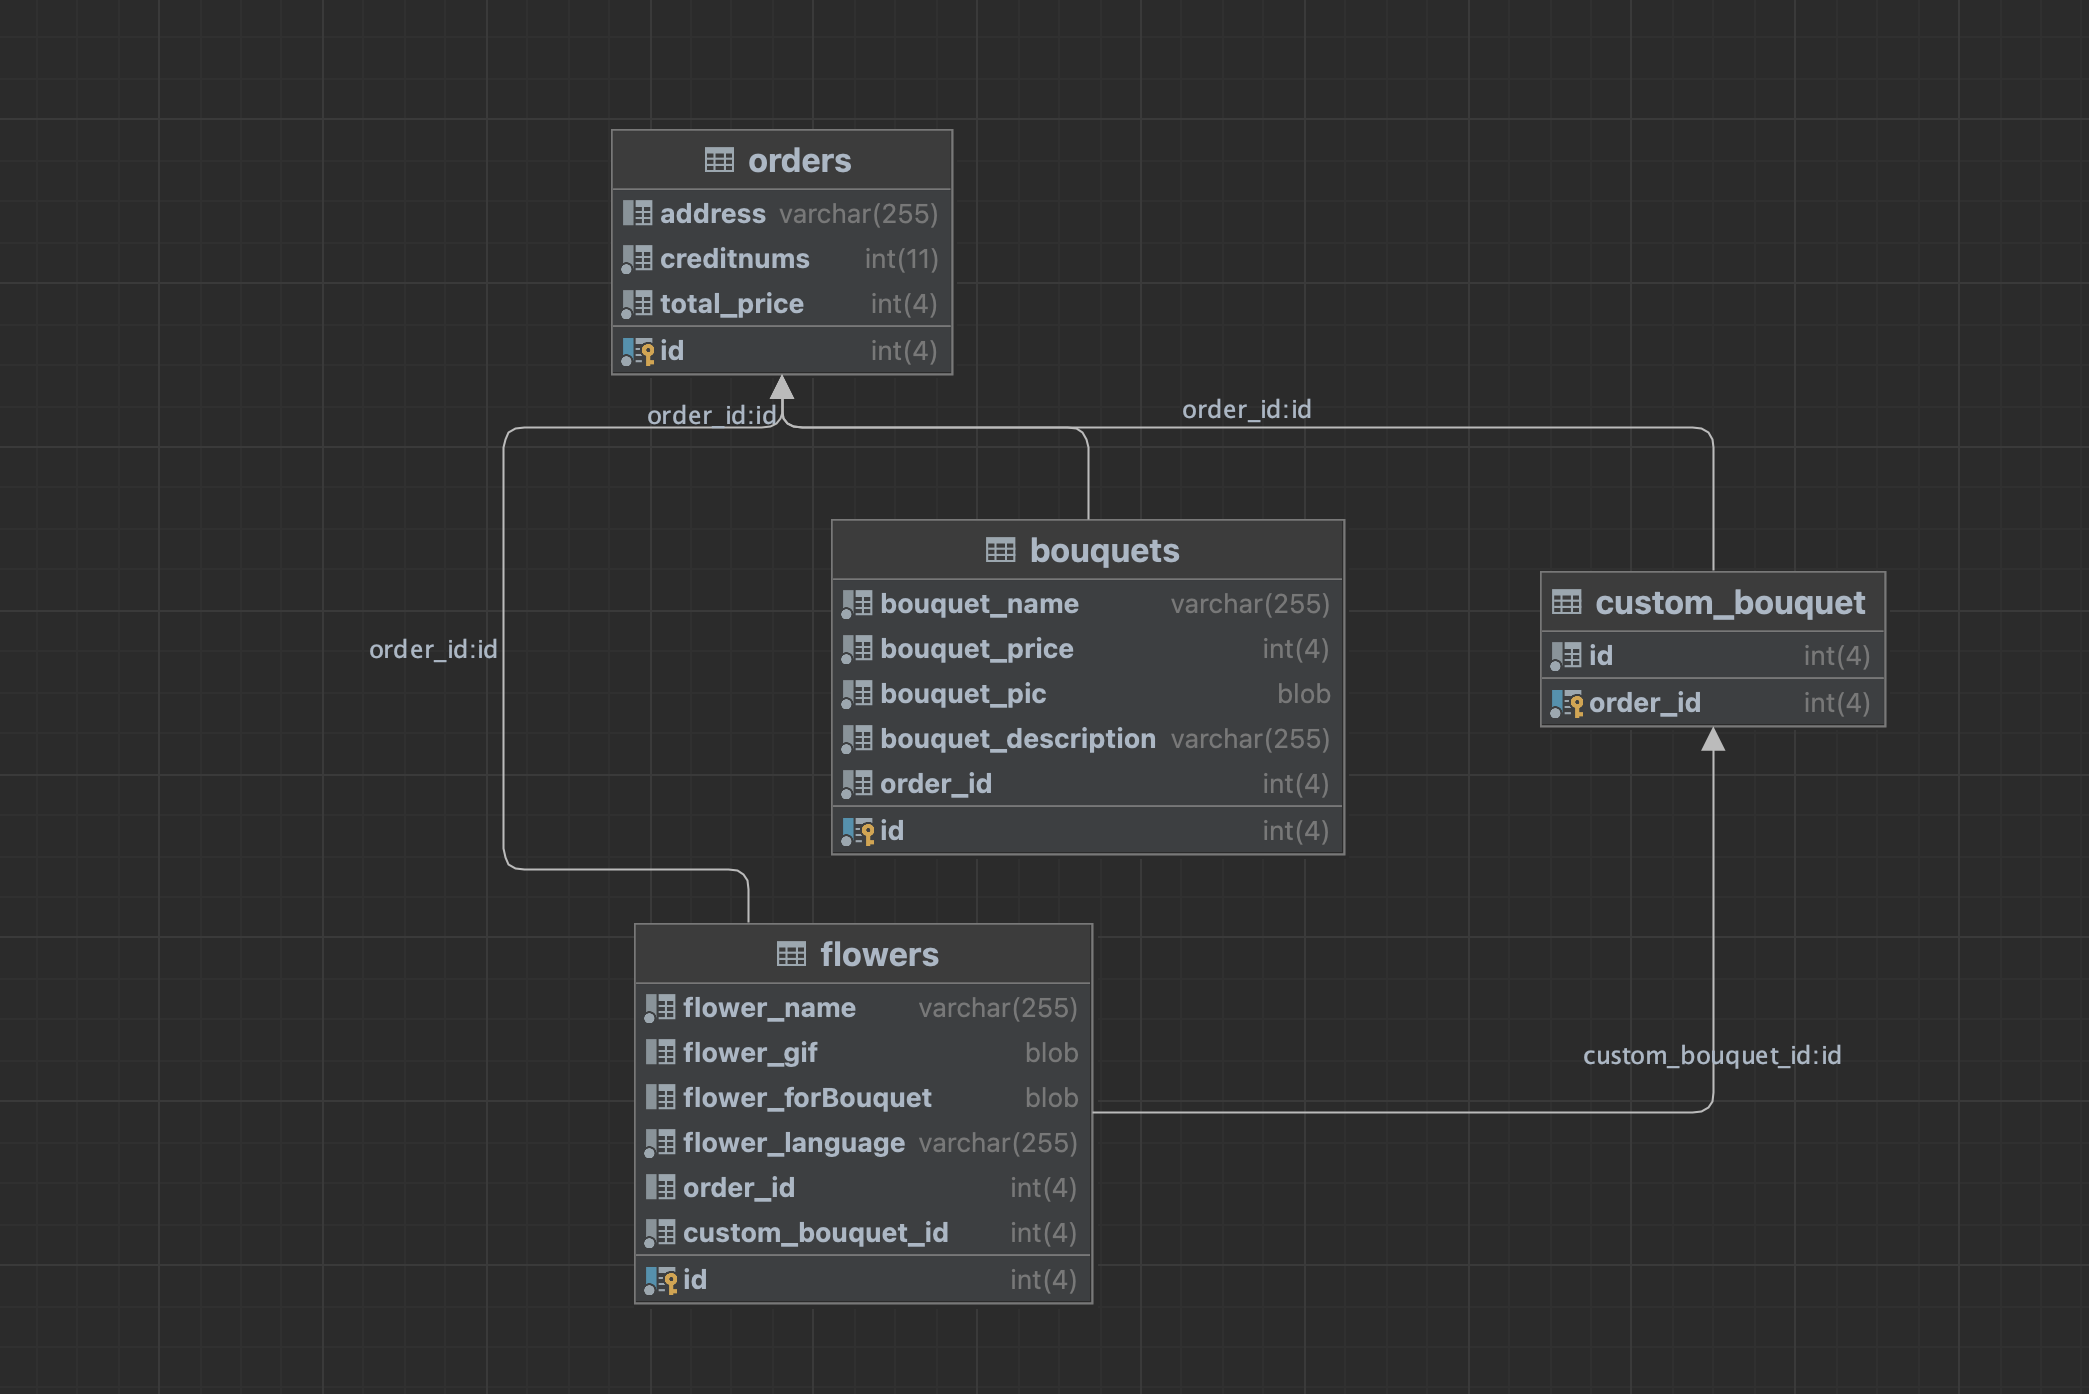 orders
address varchar(255)
creditnums int(11)
total_price int(4)
id int(4)
order_id:id
order_id:id
order_id:id
bouquets
bouquet_name varchar(255)
bouquet_price int(4)
bouquet_pic blob
bouquet_description varchar(255)
order_id int(4)
id int(4)
custom_bouquet
id int(4)
order_id int(4)
custom_bouquet_id:id
flowers
flower_name varchar(255)
flower_gif blob
flower_forBouquet blob
flower_language varchar(255)
order_id int(4)
custom_bouquet_id int(4)
id int(4)